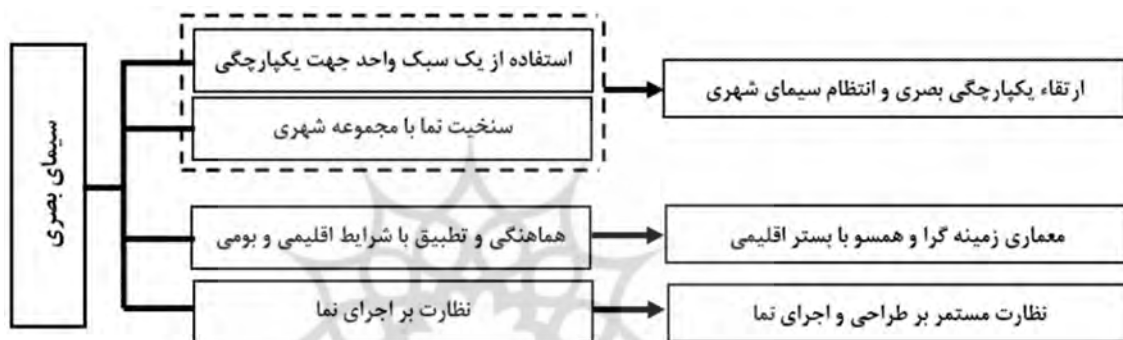 سیمای بصری
استفاده از یک سبک واحد جهت یکپارچگی
سنخیت نما با مجموعه شهری
ارتقاء یکپارچگی بصری و انتظام سیمای شهری
هماهنگی و تطبیق با شرایط اقلیمی و بومی
معماری زمینه گرا و همسو با بستر اقلیمی
نظارت بر اجرای نما
نظارت مستمر بر طراحی و اجرای نما